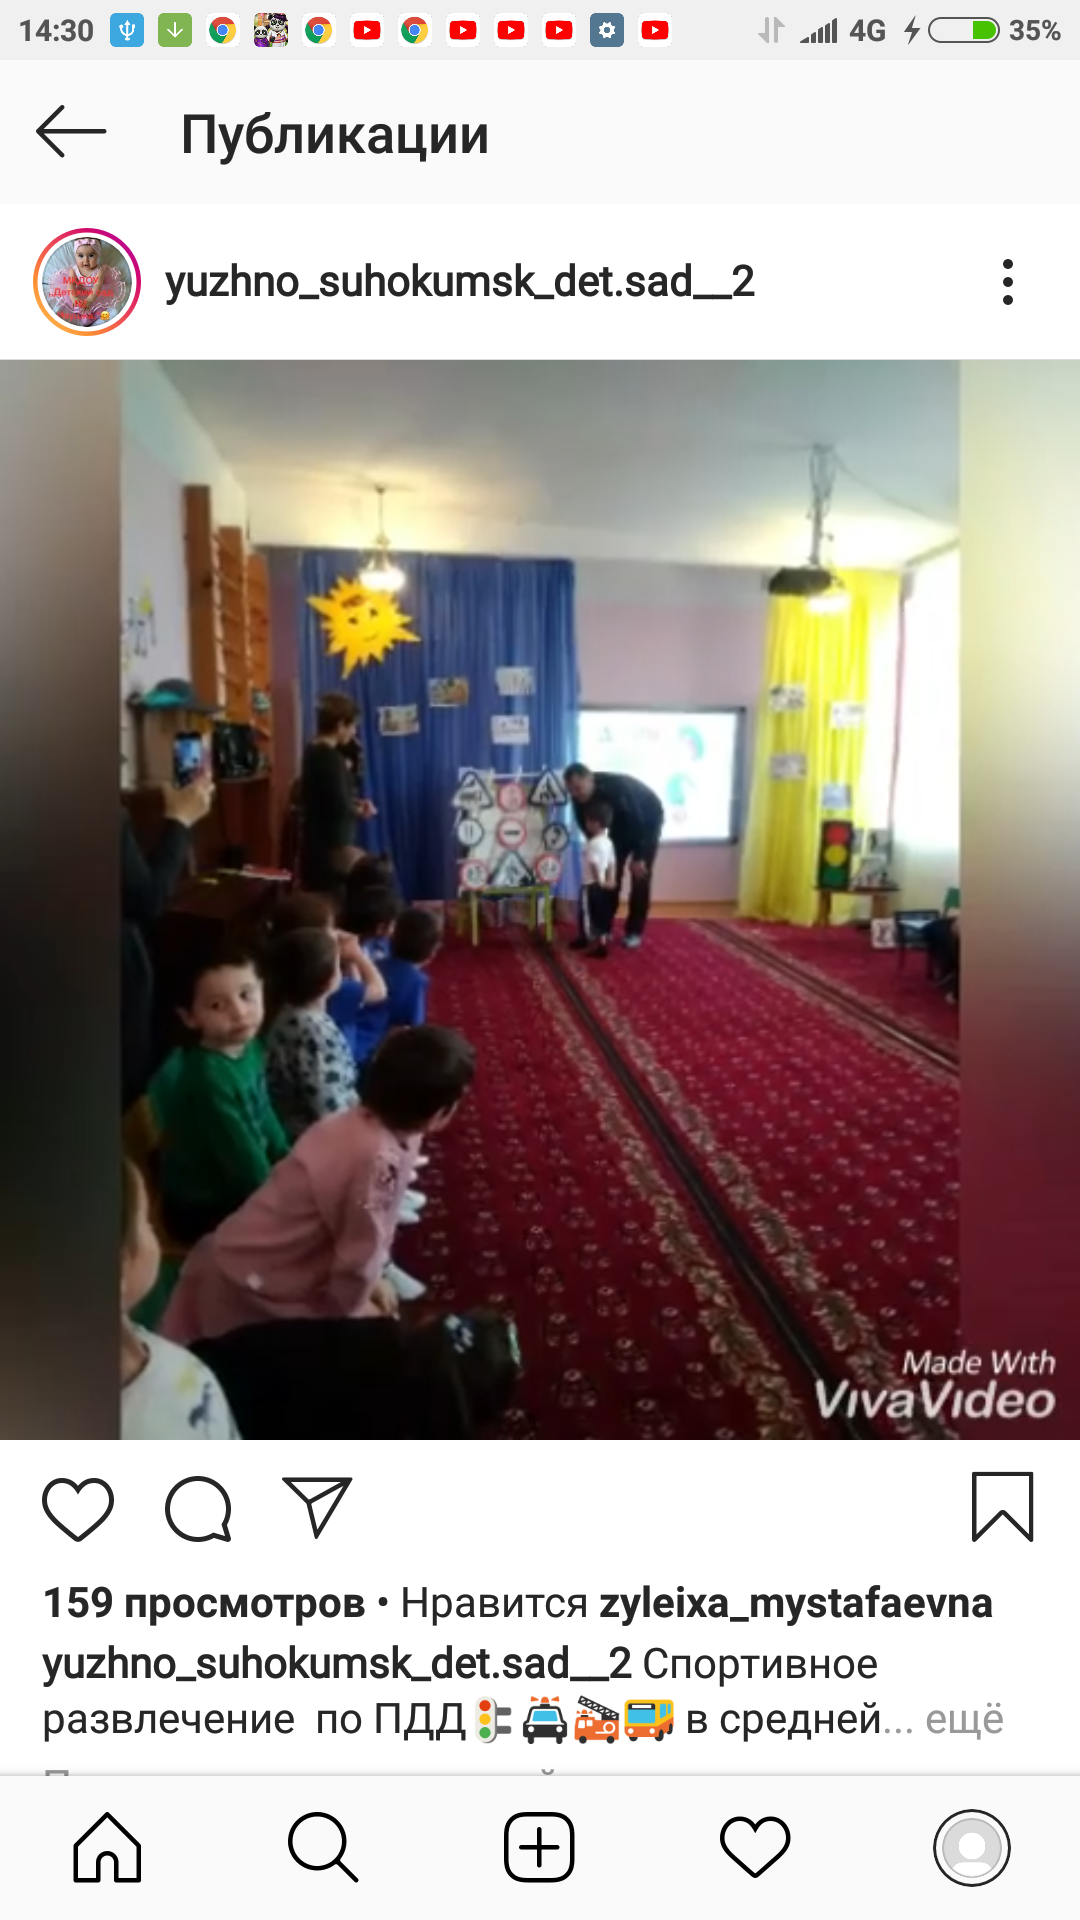 14:30
4G
35%
Публикации
yuzhno_suhokumsk_det.sad__2
Made With
VivaVideo
159 просмотров • Нравится zyleixa_mystafaevna
yuzhno_suhokumsk_det.sad__2 Спортивное
развлечение по ПДД🚦🚔🚒🚌 в средней... ещё